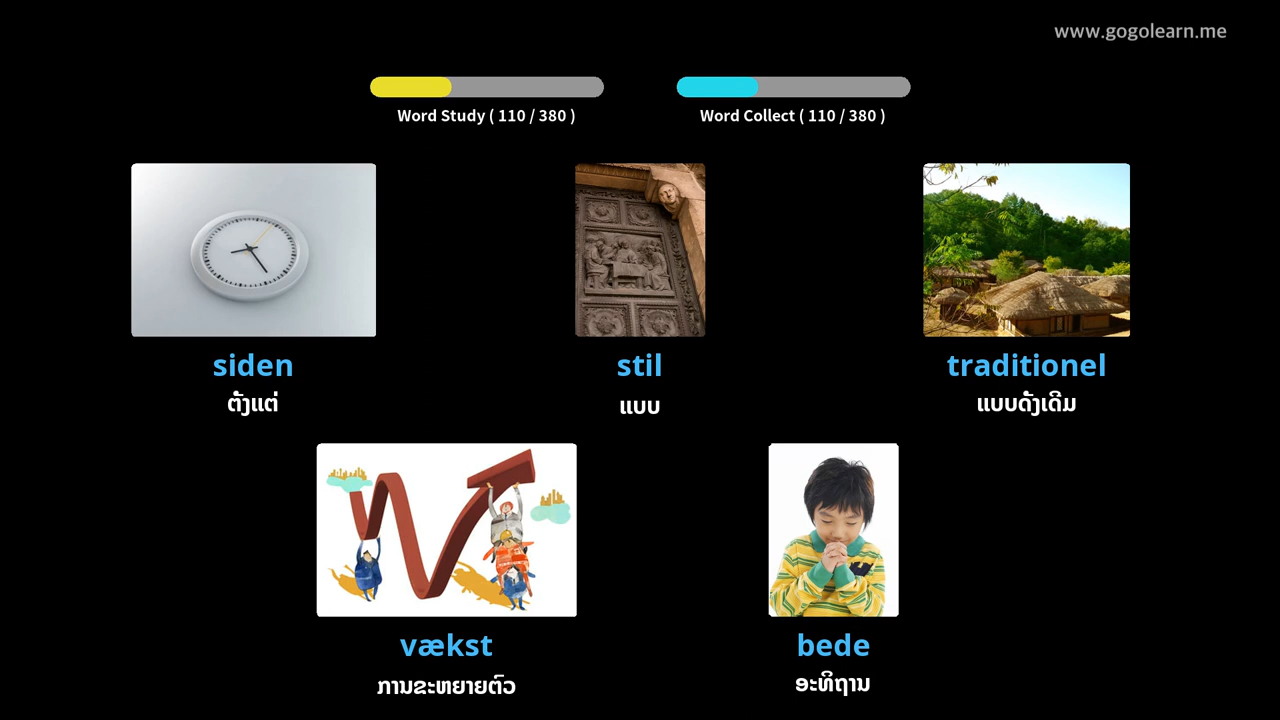 www.gogolearn.me
Word Study ( 110 / 380 )
Word Collect ( 110 / 380 )
siden
ຕັ້ງແຕ່
stil
ແບບ
traditionel
ແບບດັ້ງເດີມ
vækst
ການຂະຫຍາຍຕົວ
bede
ອະທິຖານ